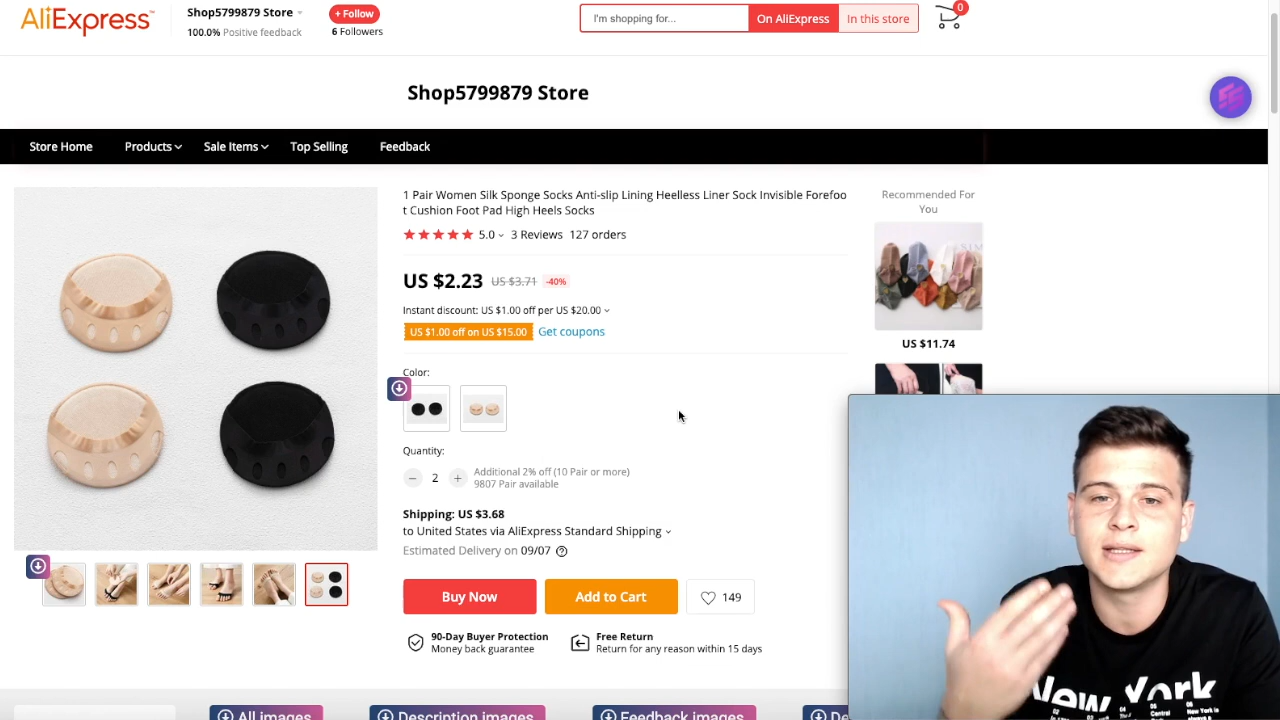 AliExpress™
Shop5799879 Store
100.0% Positive feedback
+ Follow
6 Followers
I'm shopping for...
On AliExpress
In this store
0
Shop5799879 Store
Store Home
Products
Sale Items
Top Selling
Feedback
1 Pair Women Silk Sponge Socks Anti-slip Lining Heelless Liner Sock Invisible Forefoo
t Cushion Foot Pad High Heels Socks
5.0
3 Reviews
127 orders
US $2.23
US $3.71
-40%
Instant discount: US $1.00 off per US $20.00
US $1.00 off on US $15.00
Get coupons
Color:
Quantity:
2
Additional 2% off (10 Pair or more)
9807 Pair available
Shipping: US $3.68
to United States via AliExpress Standard Shipping
Estimated Delivery on 09/07
Buy Now
Add to Cart
149
90-Day Buyer Protection
Money back guarantee
Free Return
Return for any reason within 15 days
Recommended For
You
US $11.74
New York
All images
Description images
Feedback images